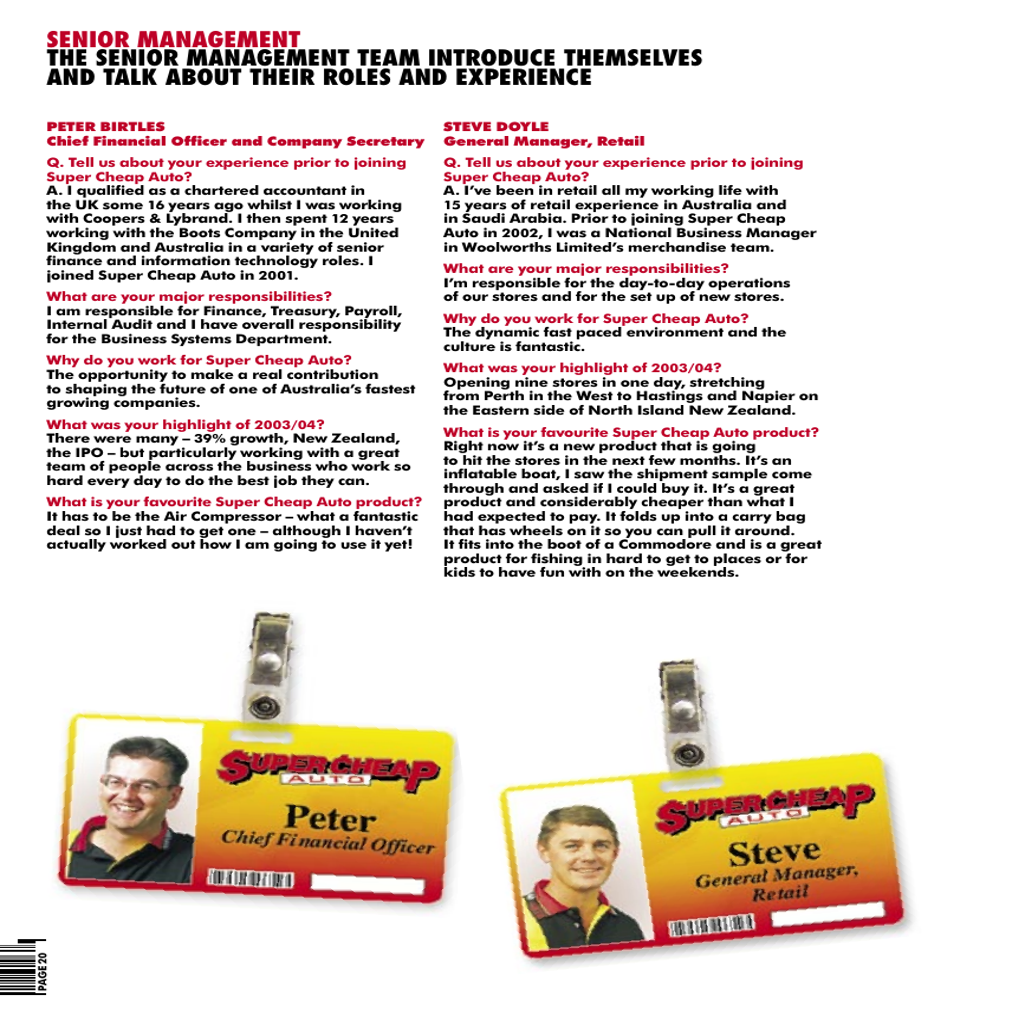 SENIOR MANAGEMENT
THE SENIOR MANAGEMENT TEAM INTRODUCE THEMSELVES
AND TALK ABOUT THEIR ROLES AND EXPERIENCE
PETER BIRTLES
Chief Financial Officer and Company Secretary
Q. Tell us about your experience prior to joining
Super Cheap Auto?
A. I qualified as a chartered accountant in
the UK some 16 years ago whilst I was working
with Coopers & Lybrand. I then spent 12 years
working with the Boots Company in the United
Kingdom and Australia in a variety of senior
finance and information technology roles. I
joined Super Cheap Auto in 2001.
What are your major responsibilities?
I am responsible for Finance, Treasury, Payroll,
Internal Audit and I have overall responsibility
for the Business Systems Department.
Why do you work for Super Cheap Auto?
The opportunity to make a real contribution
to shaping the future of one of Australia's fastest
growing companies.
What was your highlight of 2003/04?
There were many – 39% growth, New Zealand,
the IPO – but particularly working with a great
team of people across the business who work so
hard every day to do the best job they can.
What is your favourite Super Cheap Auto product?
It has to be the Air Compressor – what a fantastic
deal so I just had to get one – although I haven't
actually worked out how I am going to use it yet!
STEVE DOYLE
General Manager, Retail
Q. Tell us about your experience prior to joining
Super Cheap Auto?
A. I've been in retail all my working life with
15 years of retail experience in Australia and
in Saudi Arabia. Prior to joining Super Cheap
Auto in 2002, I was a National Business Manager
in Woolworths Limited's merchandise team.
What are your major responsibilities?
I'm responsible for the day-to-day operations
of our stores and for the set up of new stores.
Why do you work for Super Cheap Auto?
The dynamic fast paced environment and the
culture is fantastic.
What was your highlight of 2003/04?
Opening nine stores in one day, stretching
from Perth in the West to Hastings and Napier on
the Eastern side of North Island New Zealand.
What is your favourite Super Cheap Auto product?
Right now it's a new product that is going
to hit the stores in the next few months. It's an
inflatable boat, I saw the shipment sample come
through and asked if I could buy it. It's a great
product and considerably cheaper than what I
had expected to pay. It folds up into a carry bag
that has wheels on it so you can pull it around.
It fits into the boot of a Commodore and is a great
product for fishing in hard to get to places or for
kids to have fun with on the weekends.
SUPER CHEAP
AUTO
Peter
Chief Financial Officer
SUPER CHEAP
AUTO
Steve
General Manager,
Retail
PAGE 20